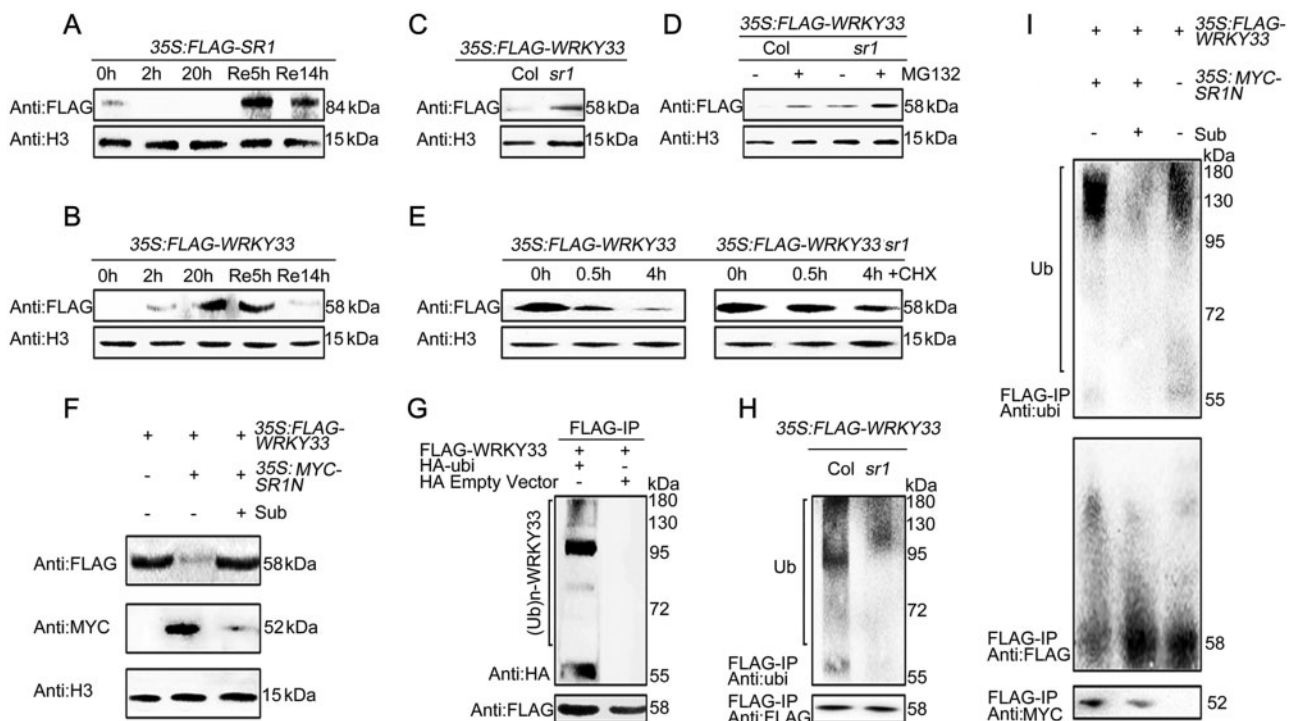 A
35S:FLAG-SR1
0h 2h 20h Re5h Re14h
Anti:FLAG 84 kDa
Anti:H3 15 kDa
B
35S:FLAG-WRKY33
0h 2h 20h Re5h Re14h
Anti:FLAG 58 kDa
Anti:H3 15 kDa
C
35S:FLAG-WRKY33
Col sr1
Anti:FLAG 58 kDa
Anti:H3 15 kDa
D
35S:FLAG-WRKY33
Col sr1
- + - + MG132
Anti:FLAG 58 kDa
Anti:H3 15 kDa
E
35S:FLAG-WRKY33 35S:FLAG-WRKY33 sr1
0h 0.5h 4h 0h 0.5h 4h +CHX
Anti:FLAG 58 kDa
Anti:H3 15 kDa
F
+ + + 35S:FLAG-
WRKY33
- + + 35S:MYC-
SR1N
- - + Sub
Anti:FLAG 58 kDa
Anti:MYC 52 kDa
Anti:H3 15 kDa
G
FLAG-IP
FLAG-WRKY33 + +
HA-ubi + -
HA Empty Vector - +
kDa
180
130
95
72
55
(Ub)n-WRKY33
Anti:HA
Anti:FLAG 58
H
35S:FLAG-WRKY33
Col sr1
kDa
180
130
95
72
55
Ub
FLAG-IP
Anti:ubi
FLAG-IP
Anti:FLAG 58
I
+ + + 35S:FLAG-
WRKY33
+ + - 35S:MYC-
SR1N
- + - Sub
kDa
180
130
95
72
55
Ub
FLAG-IP
Anti:ubi
FLAG-IP
Anti:FLAG 58
FLAG-IP
Anti:MYC 52